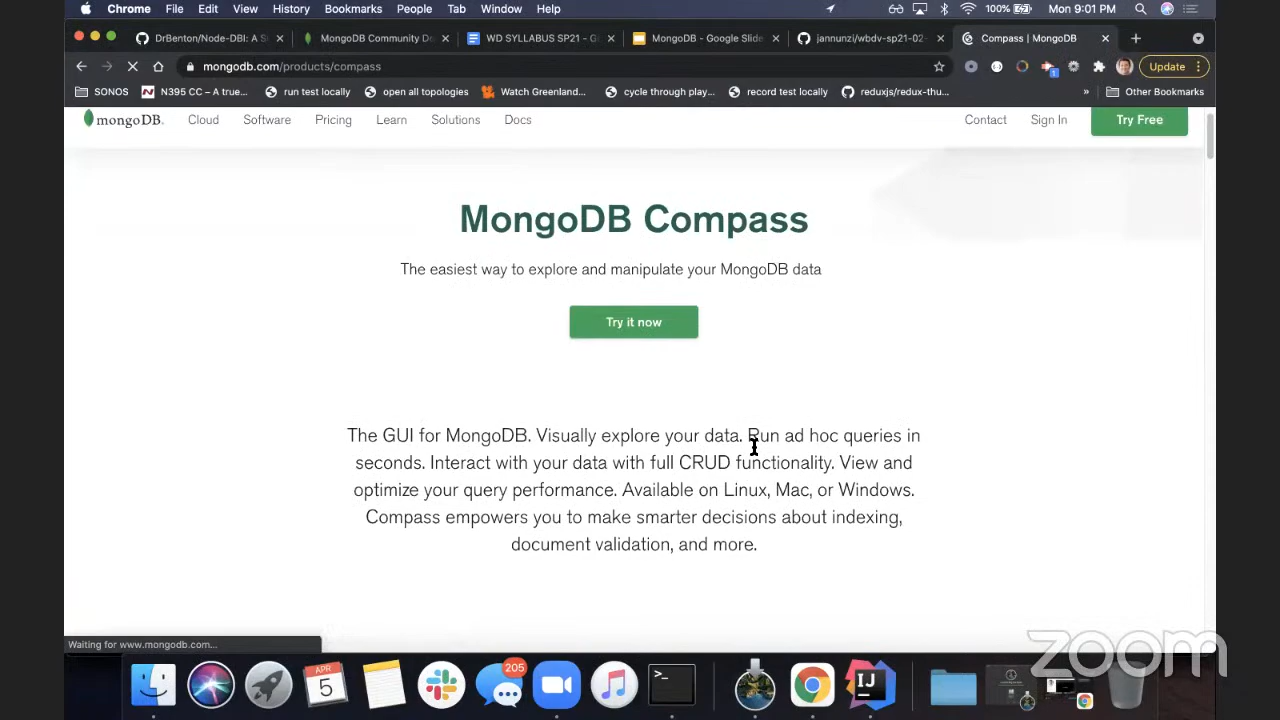 Chrome File Edit View History Bookmarks People Tab Window Help 100% Mon 9:01 PM
DrBenton/Node-DBI: A S MongoDB Community D WD SYLLABUS SP21 - G MongoDB - Google Slide jannunzi/wbdv-sp21-02- Compass | MongoDB
mongodb.com/products/compass Update
SONOS N395 CC – A true... run test locally open all topologies Watch Greenland... cycle through play... record test locally reduxjs/redux-thu... » Other Bookmarks
mongoDB. Cloud Software Pricing Learn Solutions Docs Contact Sign In Try Free
MongoDB Compass
The easiest way to explore and manipulate your MongoDB data
Try it now
The GUI for MongoDB. Visually explore your data. Run ad hoc queries in
seconds. Interact with your data with full CRUD functionality. View and
optimize your query performance. Available on Linux, Mac, or Windows.
Compass empowers you to make smarter decisions about indexing,
document validation, and more.
Waiting for www.mongodb.com...
zoom
APR
5
205
>_
IJ